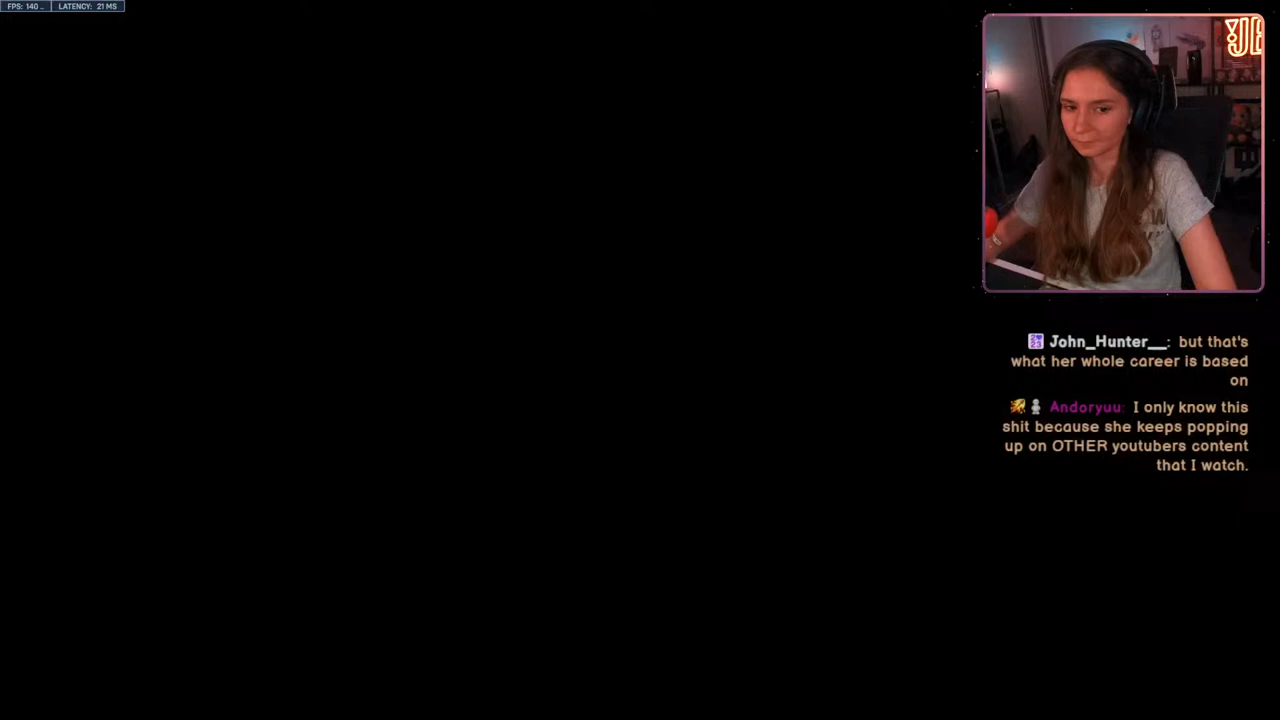 FPS: 140 LATENCY: 21 MS
John_Hunter__: but that's
what her whole career is based
on
Andoryuu: I only know this
shit because she keeps popping
up on OTHER youtubers content
that I watch.